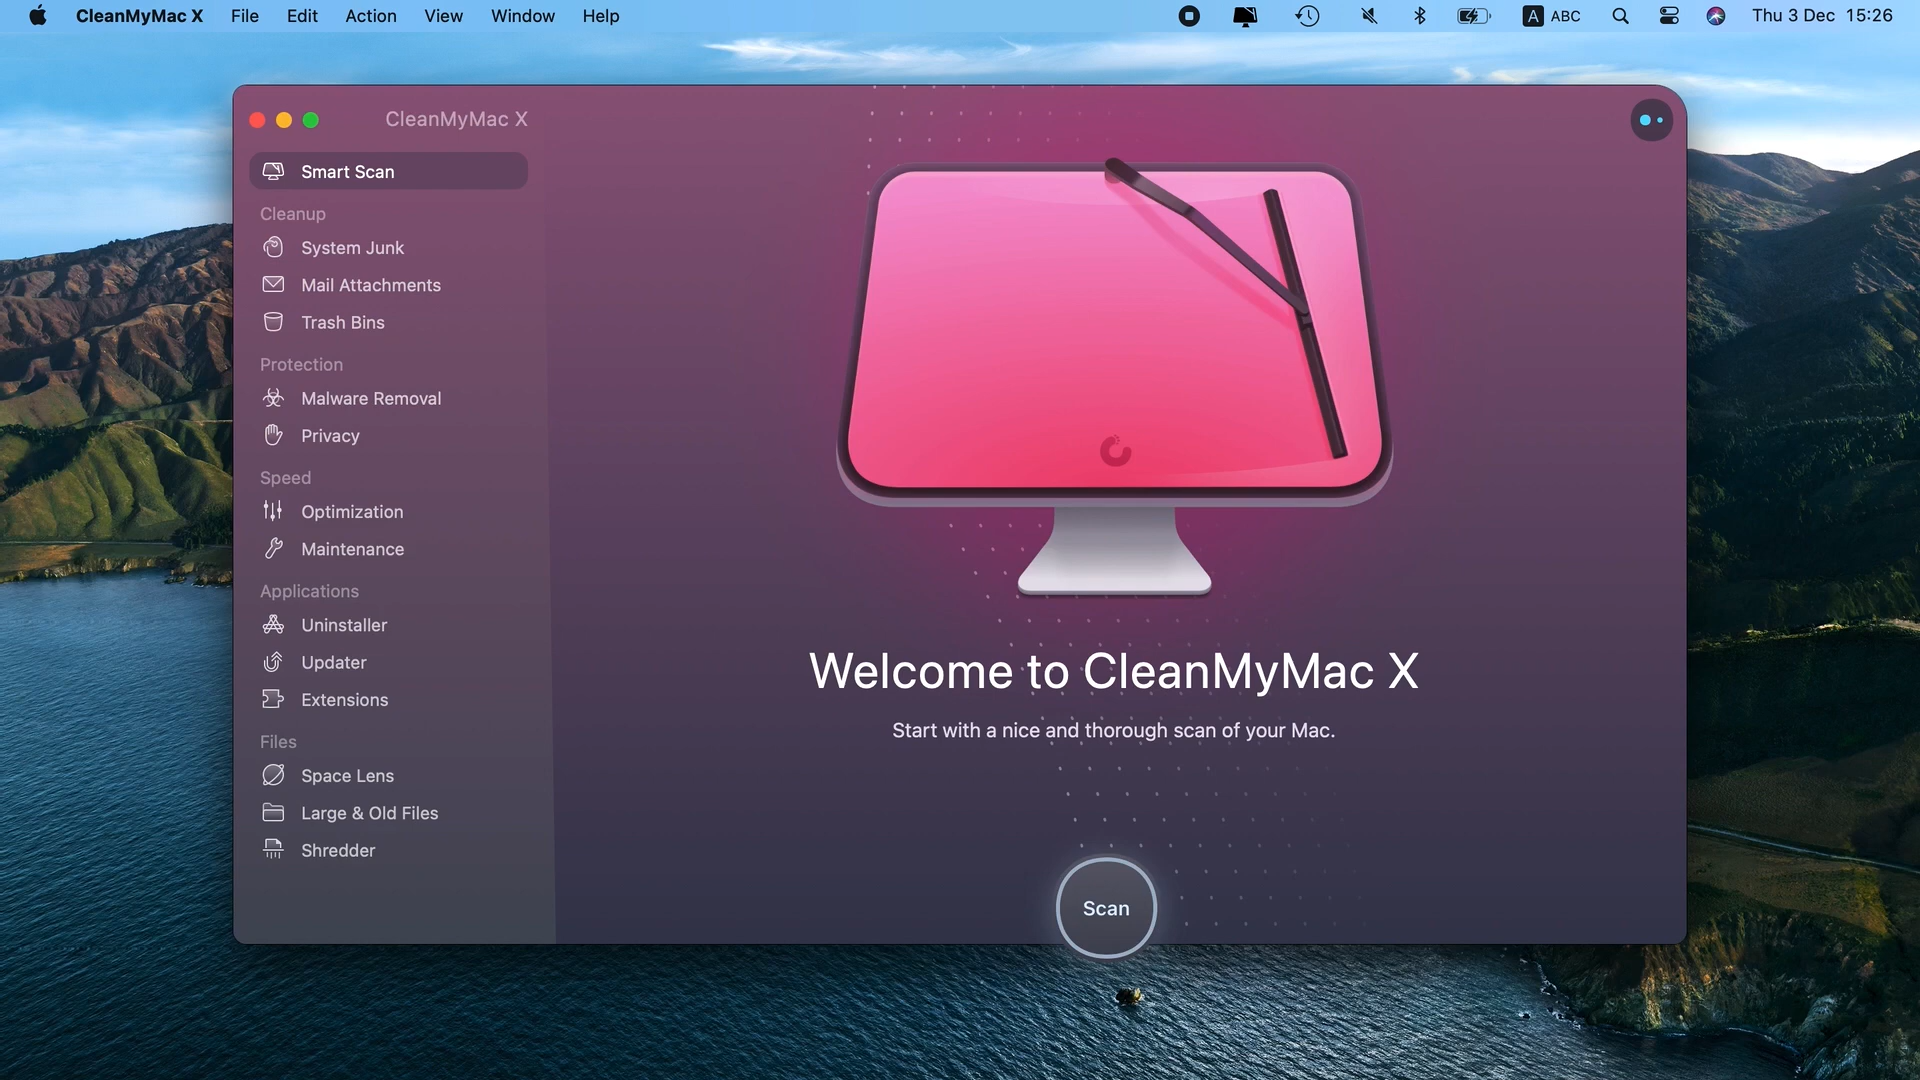 CleanMyMac X File Edit Action View Window Help A ABC Thu 3 Dec 15:26
CleanMyMac X
Smart Scan
Cleanup
System Junk
Mail Attachments
Trash Bins
Protection
Malware Removal
Privacy
Speed
Optimization
Maintenance
Applications
Uninstaller
Updater
Extensions
Files
Space Lens
Large & Old Files
Shredder
Welcome to CleanMyMac X
Start with a nice and thorough scan of your Mac.
Scan